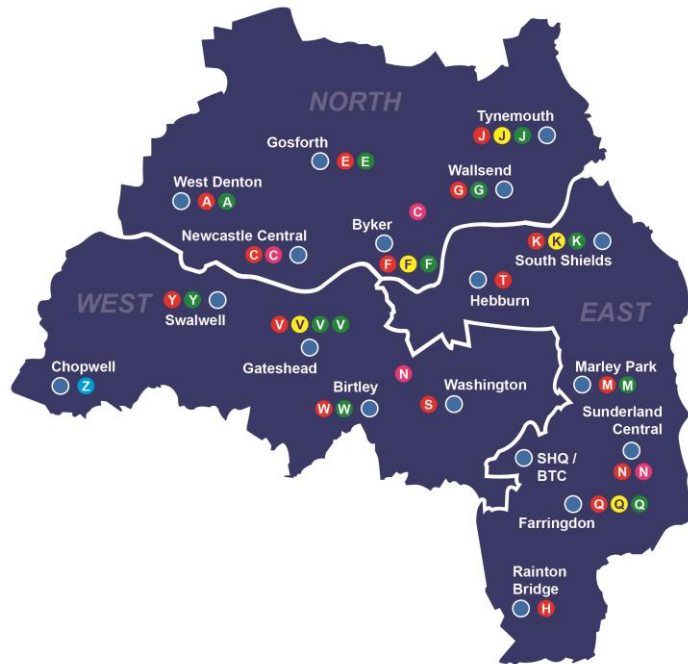 NORTH
Tynemouth
J J J
Gosforth
E E
Wallsend
G G
West Denton
A A
C
Byker
Newcastle Central
C C
F F F
K K K
South Shields
T
Hebburn
WEST
Y Y
Swalwell
EAST
V V V V
Gateshead
Chopwell
Z
N
Birtley
W W
Washington
S
Marley Park
M M
Sunderland
Central
N N
SHQ /
BTC
Q Q Q
Farringdon
Rainton
Bridge
H